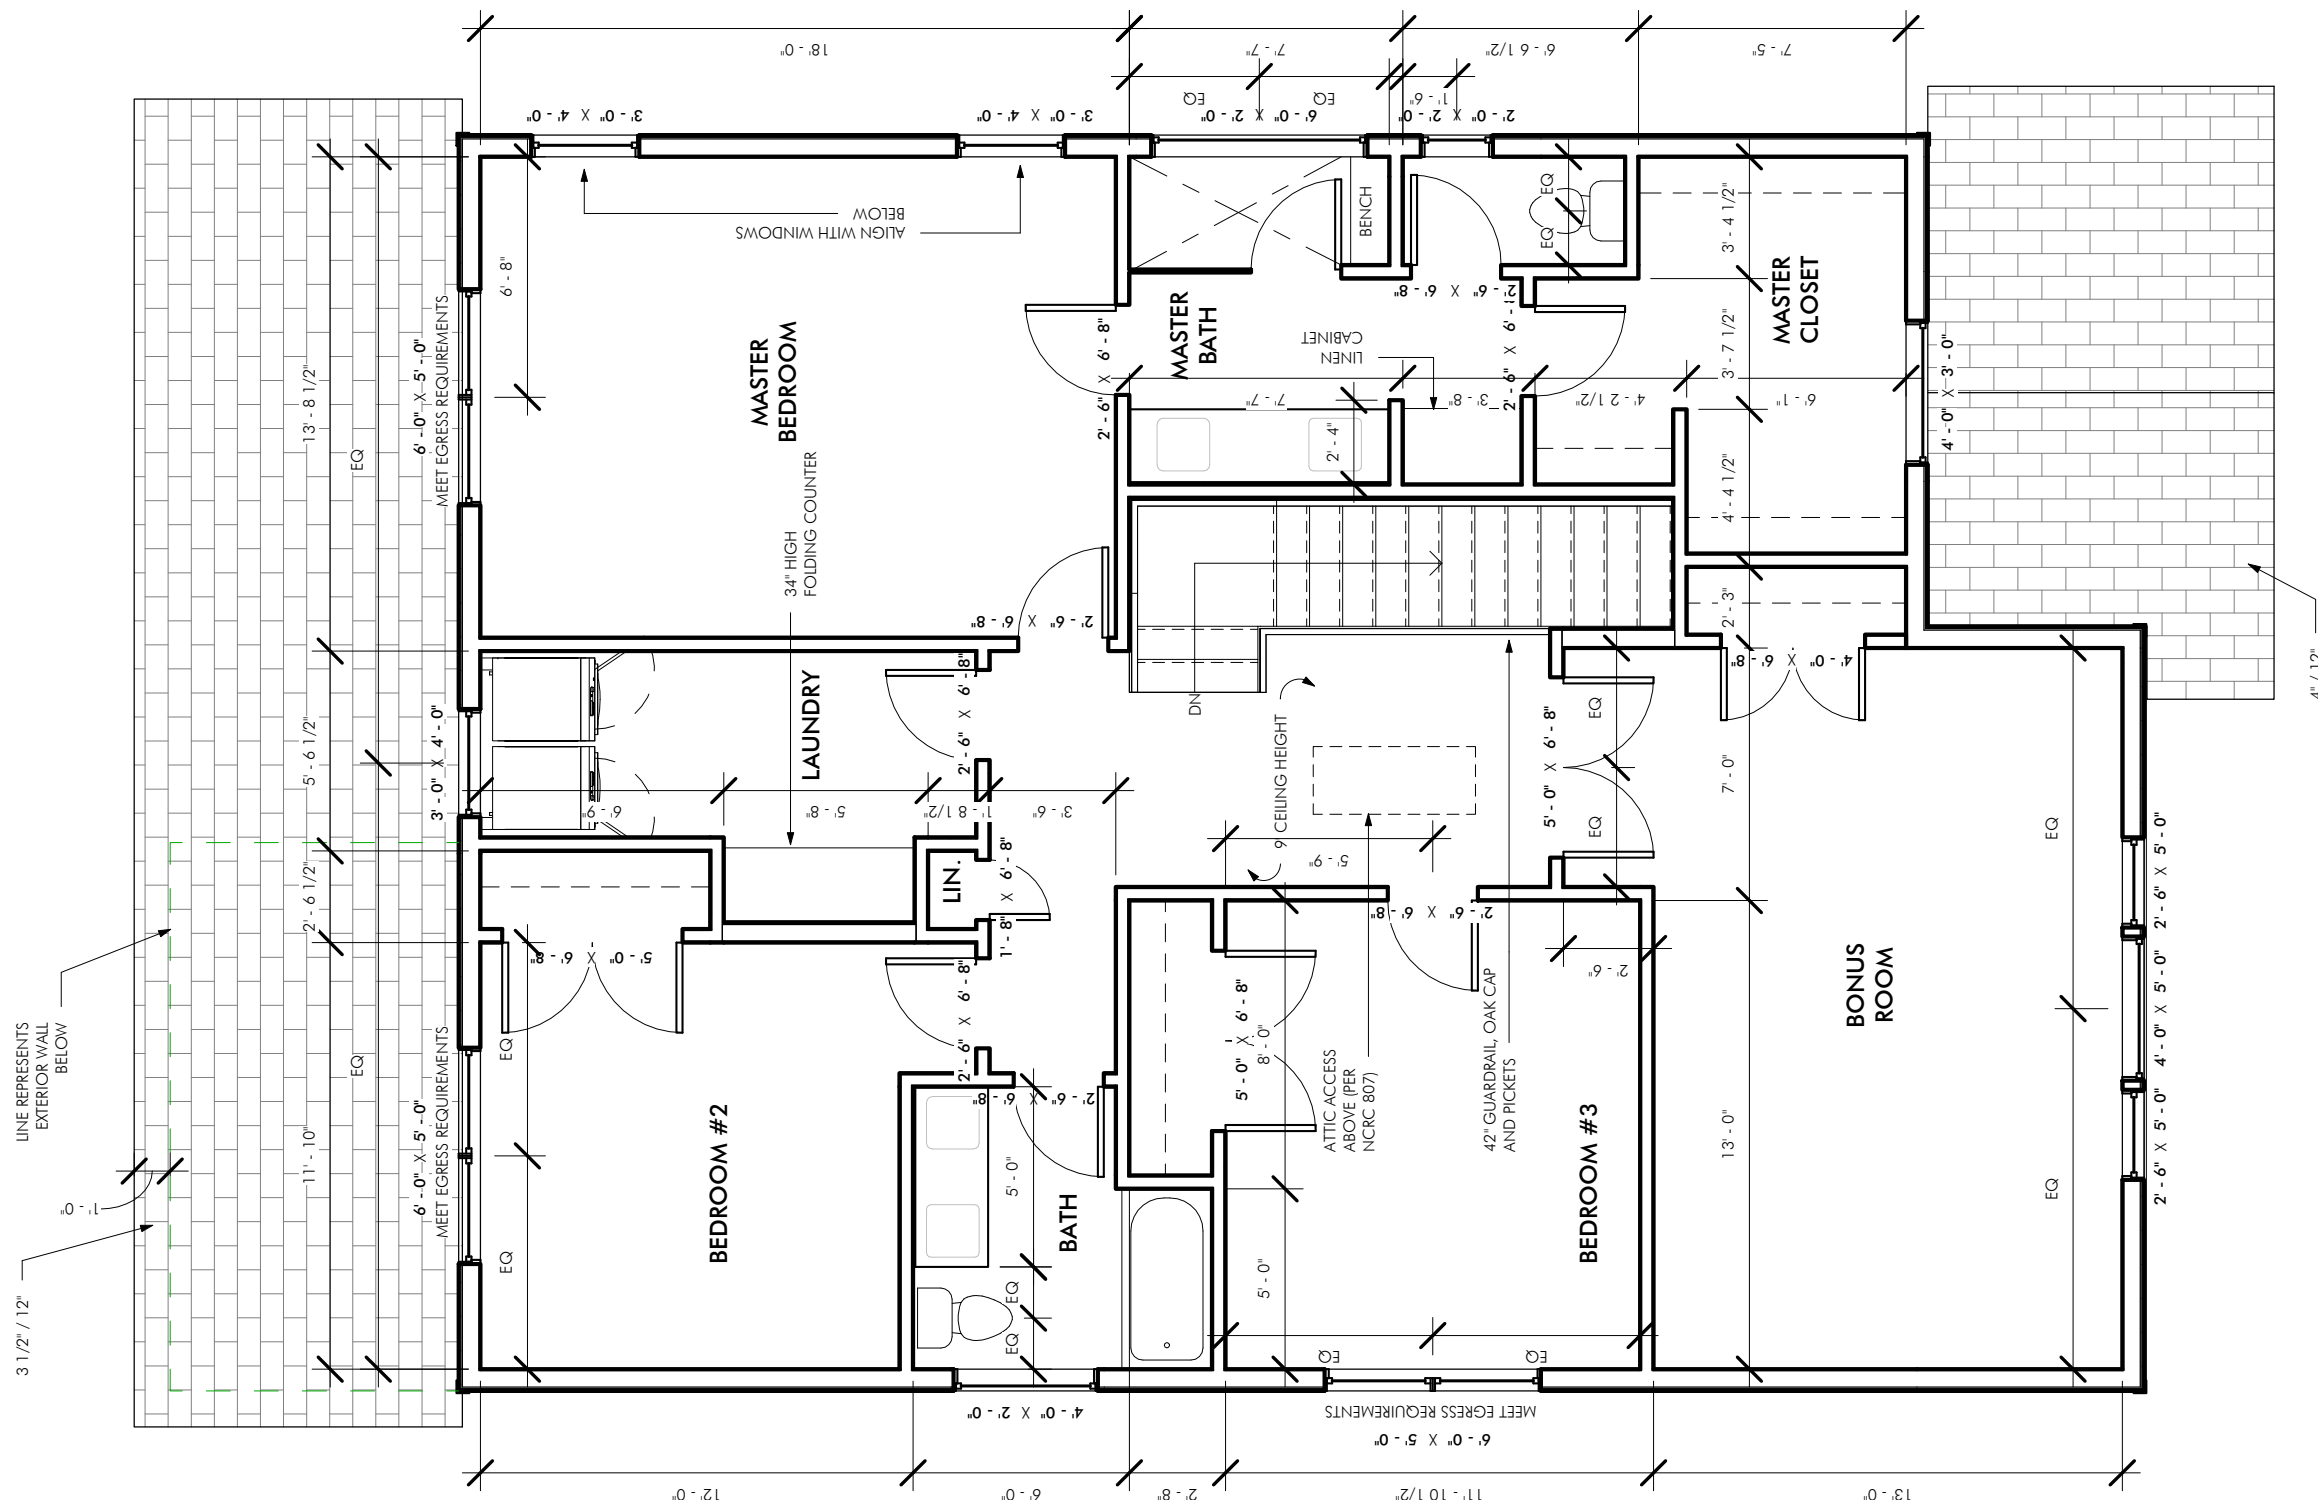 18' - 0"
7' - 7"
6' - 6 1/2"
7' - 5"
EQ
EQ
1' - 6"
3' - 0" X 4' - 0"
3' - 0" X 4' - 0"
6' - 0" X 2' - 0"
2' - 0" X 2' - 0"
ALIGN WITH WINDOWS
BELOW
6' - 8"
BENCH
EQ
EQ
3' - 4 1/2"
MASTER
CLOSET
2' - 6" X 6' - 8"
MASTER
BATH
LINEN
CABINET
2' - 6" X 6' - 8"
MASTER
BEDROOM
6' - 0" X 5' - 0"
MEET EGRESS REQUIREMENTS
13' - 8 1/2"
EQ
3' - 7 1/2"
4' - 0" X 3' - 0"
7' - 7"
3' - 8"
4' - 2 1/2"
6' - 1"
2' - 4"
4' - 4 1/2"
34" HIGH
FOLDING COUNTER
2' - 6" X 6' - 8"
2' - 3"
4' - 0" X 6' - 8"
4" / 12"
LAUNDRY
2' - 6" X 6' - 8"
DN
3' - 0" X 4' - 0"
5' - 6 1/2"
9' CEILING HEIGHT
5' - 0" X 6' - 8"
EQ
EQ
7' - 0"
6' - 9"
5' - 8"
1' - 8 1/2"
3' - 6"
5' - 9"
LIN.
1' - 8" X 6' - 8"
2' - 6 1/2"
2' - 6" X 6' - 8"
5' - 0" X 6' - 8"
2' - 6" X 6' - 8"
2' - 6"
EQ
2' - 6" X 5' - 0"
4' - 0" X 5' - 0"
2' - 6" X 5' - 0"
BONUS
ROOM
LINE REPRESENTS
EXTERIOR WALL
BELOW
EQ
6' - 0" X 5' - 0"
MEET EGRESS REQUIREMENTS
EQ
EQ
5' - 0" X 6' - 8"
8' - 0"
ATTIC ACCESS
ABOVE (PER
NCRC 807)
42" GUARDRAIL, OAK CAP
AND PICKETS
2' - 6" X 6' - 8"
11' - 10"
BEDROOM #2
5' - 0"
BATH
BEDROOM #3
13' - 0"
EQ
1' - 0"
3 1/2" / 12"
5' - 0"
EQ
EQ
EQ
EQ
4' - 0" X 2' - 0"
MEET EGRESS REQUIREMENTS
6' - 0" X 5' - 0"
12' - 0"
6' - 0"
2' - 8"
11' - 10 1/2"
13' - 0"